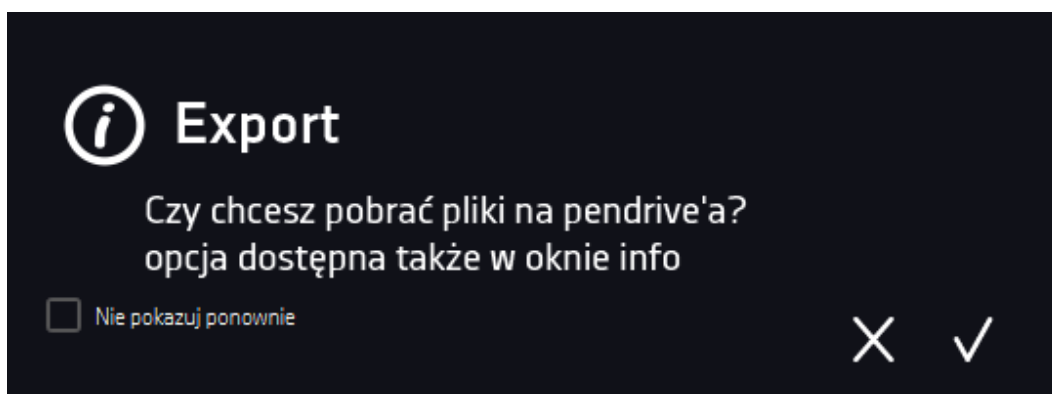 Export
Czy chcesz pobrać pliki na pendrive'a?
opcja dostępna także w oknie info
Nie pokazuj ponownie